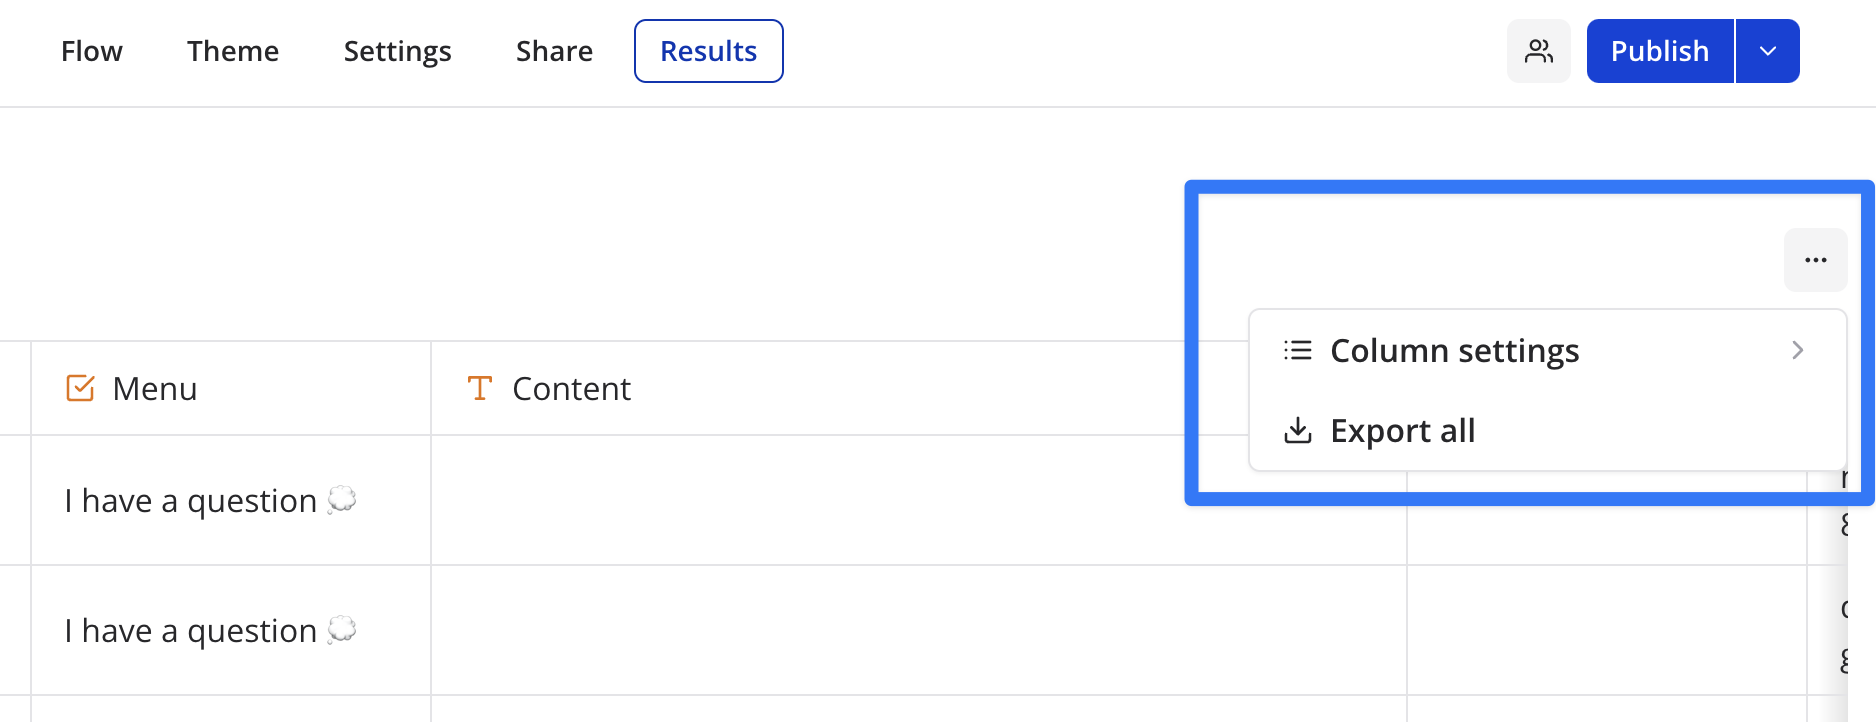 Flow Theme Settings Share Results Publish
Column settings
Menu Content
Export all
I have a question 💭
I have a question 💭